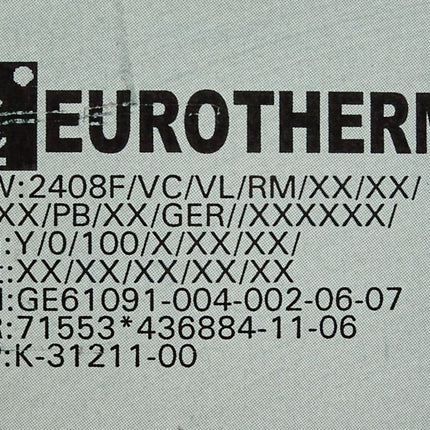 EUROTHERM
W:2408F/VC/VL/RM/XX/XX/
XX/PB/XX/GER//XXXXXX/
:Y/0/100/X/XX/XX/
:XX/XX/XX/XX/XX
:GE61091-004-002-06-07
:71553*436884-11-06
:K-31211-00